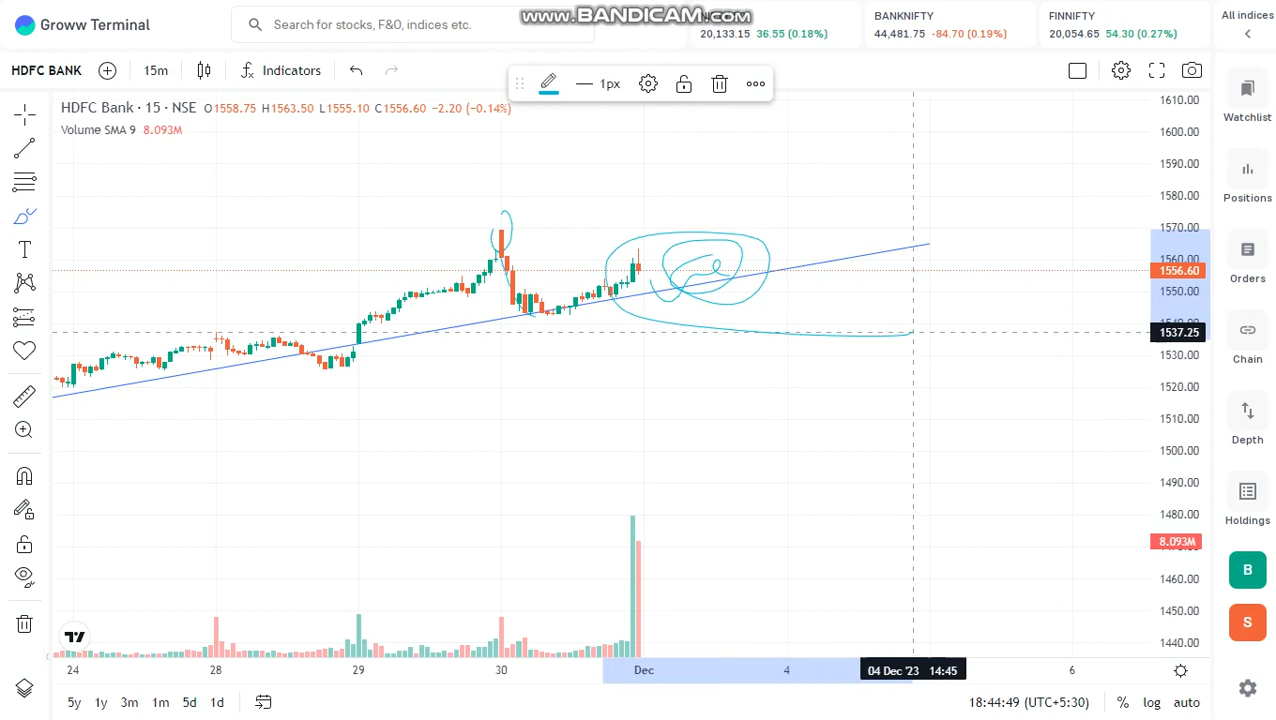 Groww Terminal
Search for stocks, F&O, indices etc.
www.BANDICAM.com
20,133.15 36.55 (0.18%)
BANKNIFTY
44,481.75 -84.70 (0.19%)
FINNIFTY
20,054.65 54.30 (0.27%)
All indices
HDFC BANK
15m
Indicators
1px
HDFC Bank · 15 · NSE O1558.75 H1563.50 L1555.10 C1556.60 −2.20 (−0.14%)
Volume SMA 9 8.093M
1610.00
1600.00
1590.00
1580.00
1570.00
1560.00
1556.60
1550.00
1540.00
1537.25
1530.00
1520.00
1510.00
1500.00
1490.00
1480.00
8.093M
1460.00
1450.00
1440.00
24
28
29
30
Dec
4
04 Dec '23 14:45
6
5y
1y
3m
1m
5d
1d
18:44:49 (UTC+5:30)
%
log
auto
Watchlist
Positions
Orders
Chain
Depth
Holdings
B
S